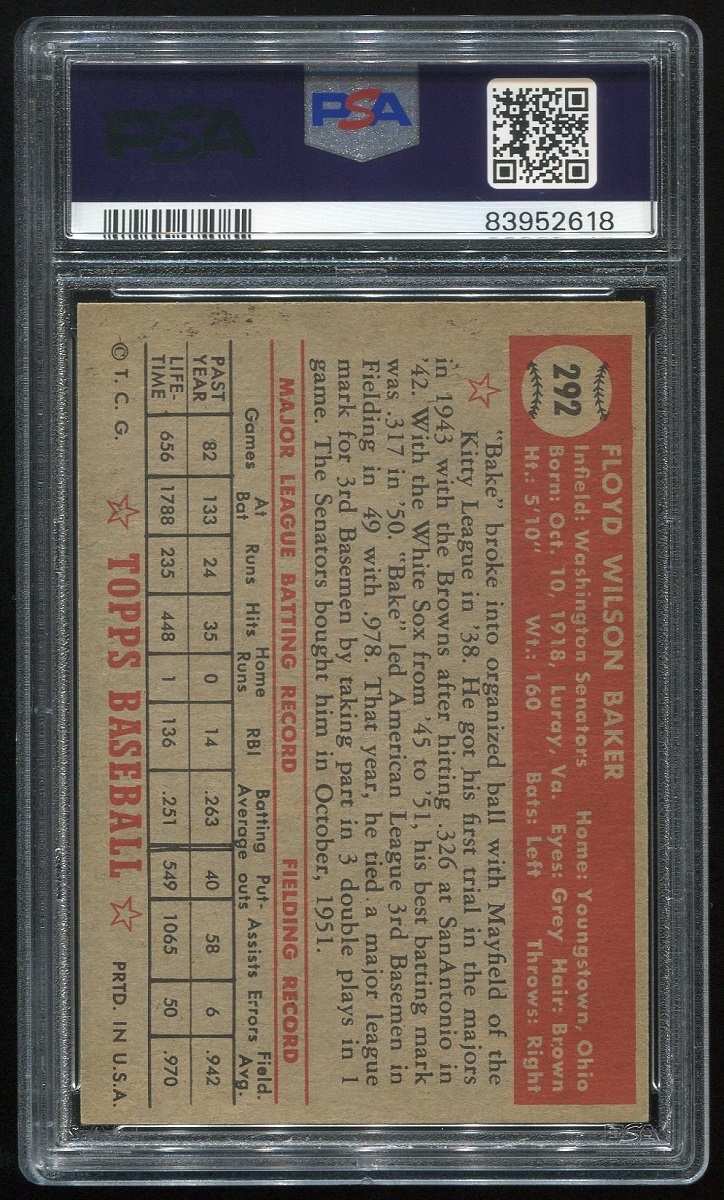 PSA
PSA
83952618
292
FLOYD WILSON BAKER
Infield: Washington Senators Home: Youngstown, Ohio
Born: Oct. 10, 1918, Luray, Va. Eyes: Grey Hair: Brown
Ht.: 5'10" Wt.: 160 Bats: Left Throws: Right
"Bake" broke into organized ball with Mayfield of the
Kitty League in '38. He got his first trial in the majors
in 1943 with the Browns after hitting .326 at SanAntonio in
'42. With the White Sox from '45 to '51, his best batting mark
was .317 in '50. "Bake" led American League 3rd Basemen in
Fielding in 49 with .978. That year, he tied a major league
mark for 3rd Basemen by taking part in 3 double plays in 1
game. The Senators bought him in October, 1951.
MAJOR LEAGUE BATTING RECORD FIELDING RECORD
Games At Bat Runs Hits Home Runs RBI Batting Average Put-outs Assists Errors Field. Avg.
PAST YEAR 82 133 24 35 0 14 .263 40 58 6 .942
LIFE-TIME 656 1788 235 448 1 136 .251 549 1065 50 .970
© T. C. G. TOPPS BASEBALL PRTD. IN U.S.A.